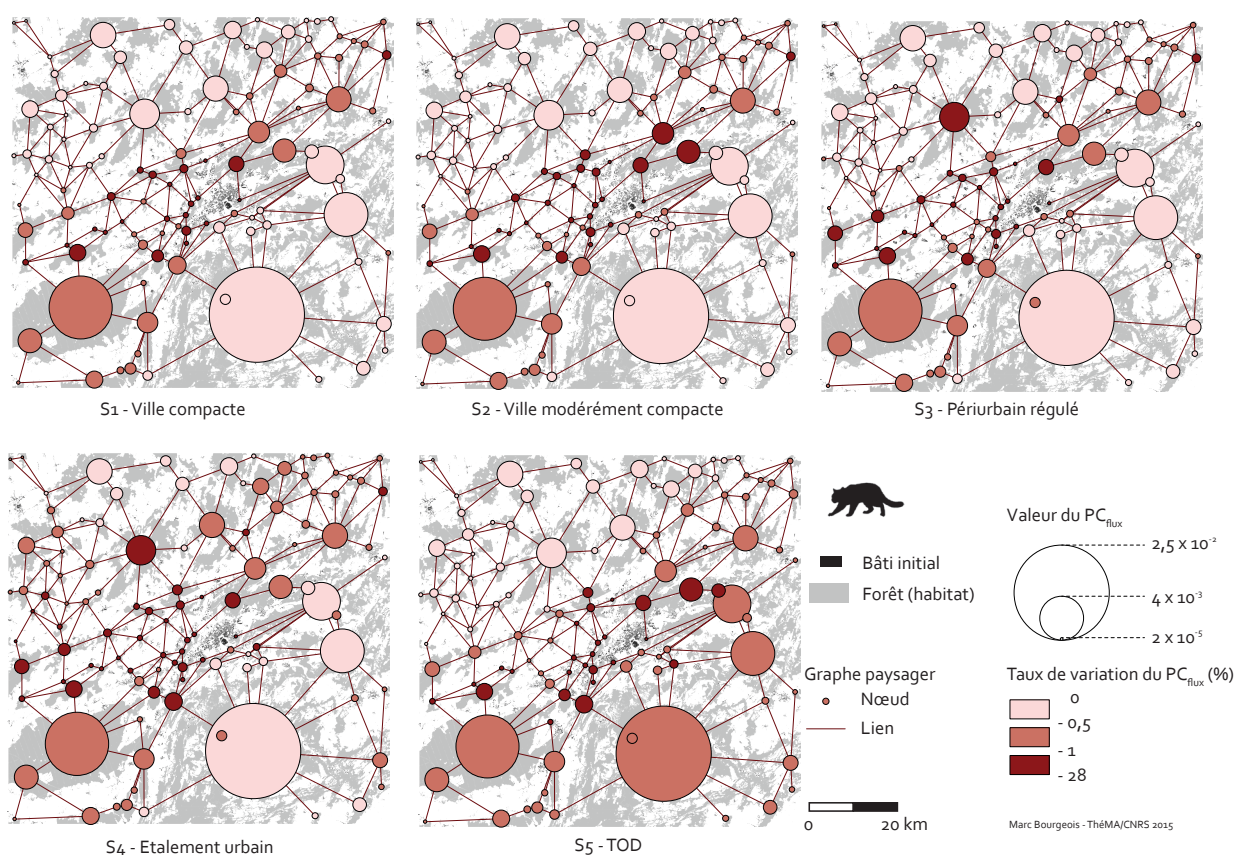 S1 - Ville compacte
S2 - Ville modérément compacte
S3 - Périurbain régulé
S4 - Etalement urbain
S5 - TOD
Bâti initial
Forêt (habitat)
Graphe paysager
Nœud
Lien
0 20 km
Valeur du PCflux
2,5 x 10⁻²
4 x 10⁻³
2 x 10⁻⁵
Taux de variation du PCflux (%)
0
- 0,5
- 1
- 28
Marc Bourgeois - ThéMA/CNRS 2015